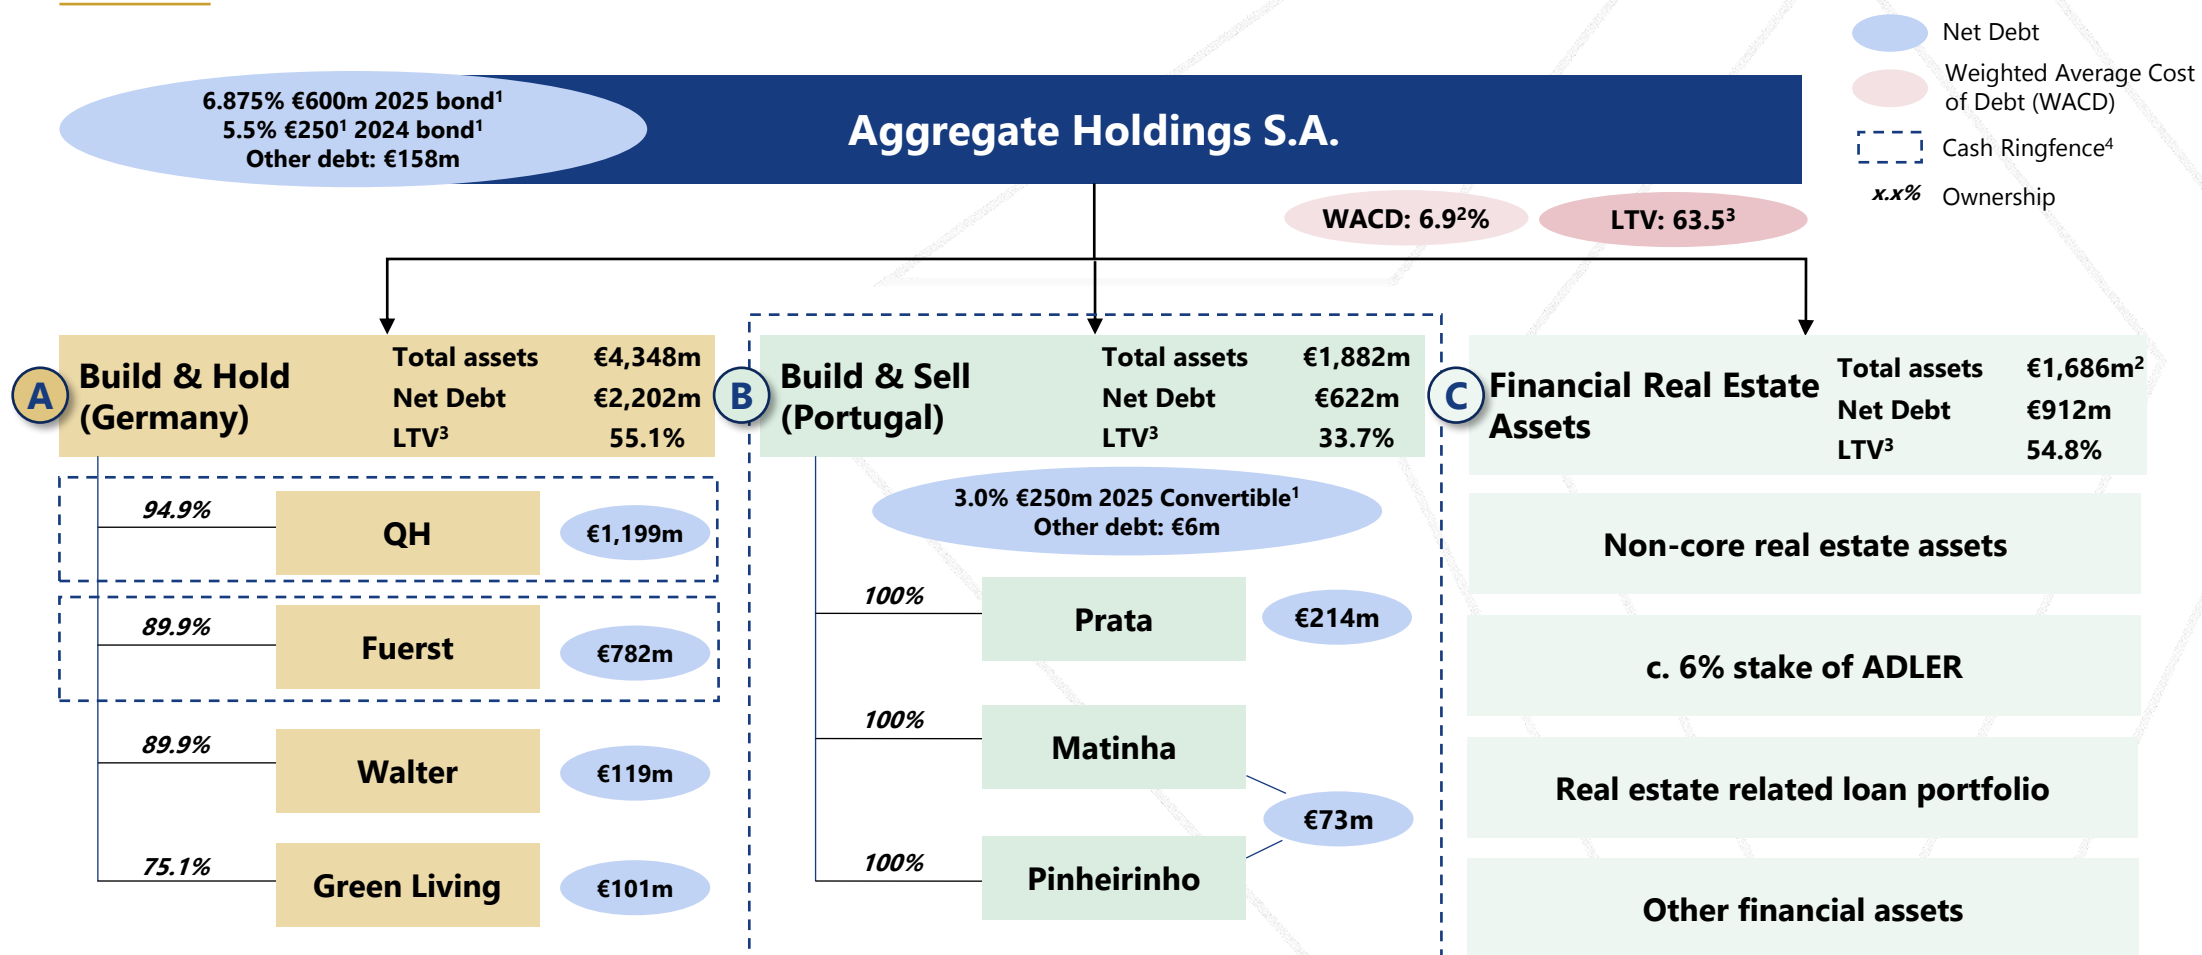 Net Debt
Weighted Average Cost
of Debt (WACD)
Cash Ringfence⁴
x.x% Ownership
6.875% €600m 2025 bond¹
5.5% €250¹ 2024 bond¹
Other debt: €158m
Aggregate Holdings S.A.
WACD: 6.9²%
LTV: 63.5³
A
Build & Hold
(Germany)
Total assets €4,348m
Net Debt €2,202m
LTV³ 55.1%
94.9%
QH
€1,199m
89.9%
Fuerst
€782m
89.9%
Walter
€119m
75.1%
Green Living
€101m
B
Build & Sell
(Portugal)
Total assets €1,882m
Net Debt €622m
LTV³ 33.7%
3.0% €250m 2025 Convertible¹
Other debt: €6m
100%
Prata
€214m
100%
Matinha
€73m
100%
Pinheirinho
C
Financial Real Estate
Assets
Total assets €1,686m²
Net Debt €912m
LTV³ 54.8%
Non-core real estate assets
c. 6% stake of ADLER
Real estate related loan portfolio
Other financial assets